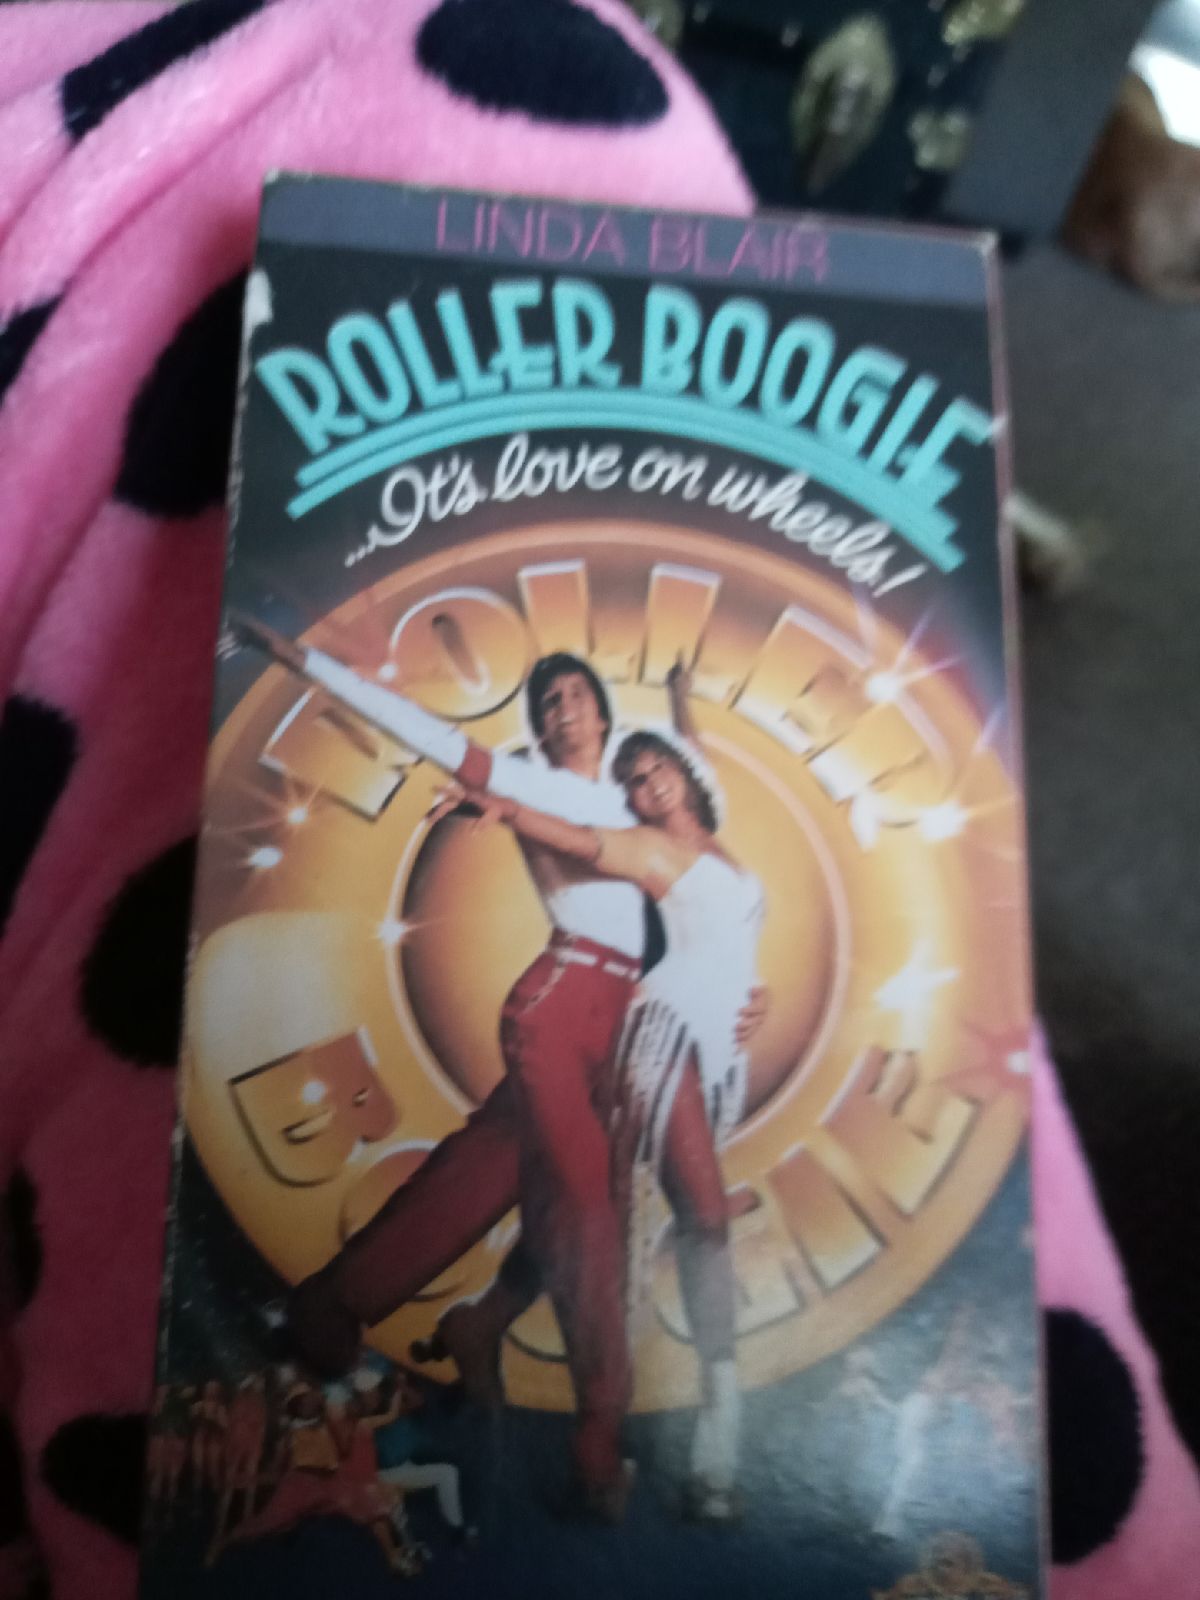 LINDA BLAIR
ROLLER BOOGIE
...It's love on wheels!
ROLLER
BOOGIE